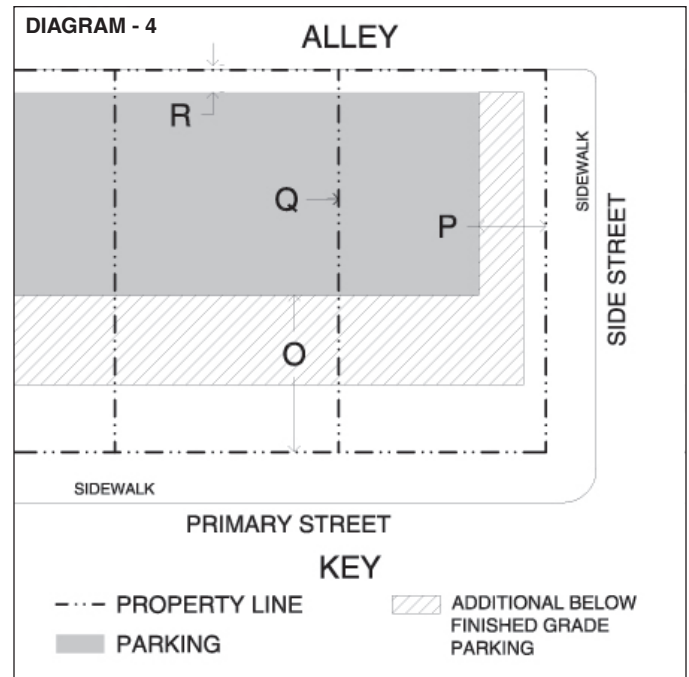 DIAGRAM - 4
ALLEY
R
Q
P
SIDEWALK
SIDE STREET
O
SIDEWALK
PRIMARY STREET
KEY
PROPERTY LINE
PARKING
ADDITIONAL BELOW
FINISHED GRADE
PARKING